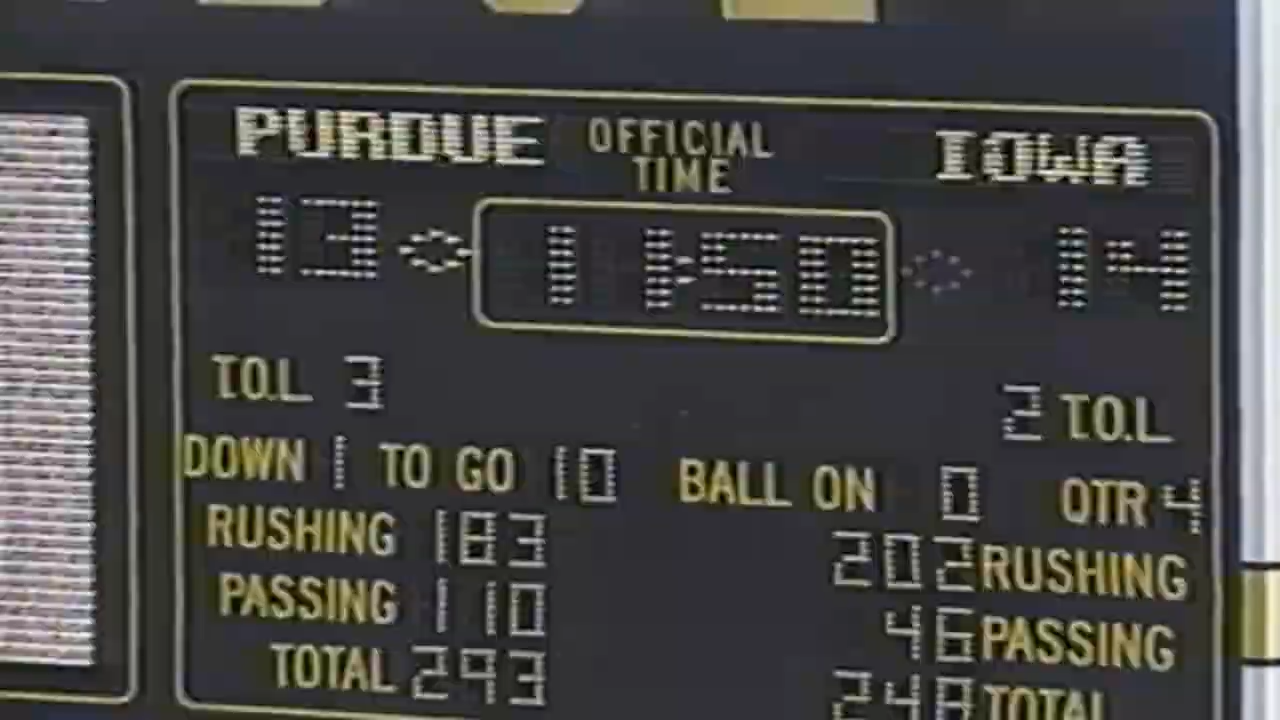 PURDUE OFFICIAL TIME IOWA
13 11:50 14
T.O.L 3 2 T.O.L
DOWN 1 TO GO 10 BALL ON 0 QTR 4
RUSHING 183 202 RUSHING
PASSING 110 46 PASSING
TOTAL 293 248 TOTAL